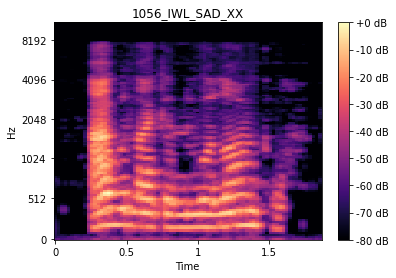 1056_IWL_SAD_XX
+0 dB
8192
-10 dB
4096
-20 dB
-30 dB
2048
Hz
-40 dB
1024
-50 dB
512
-60 dB
-70 dB
0
-80 dB
0
0.5
1
1.5
Time